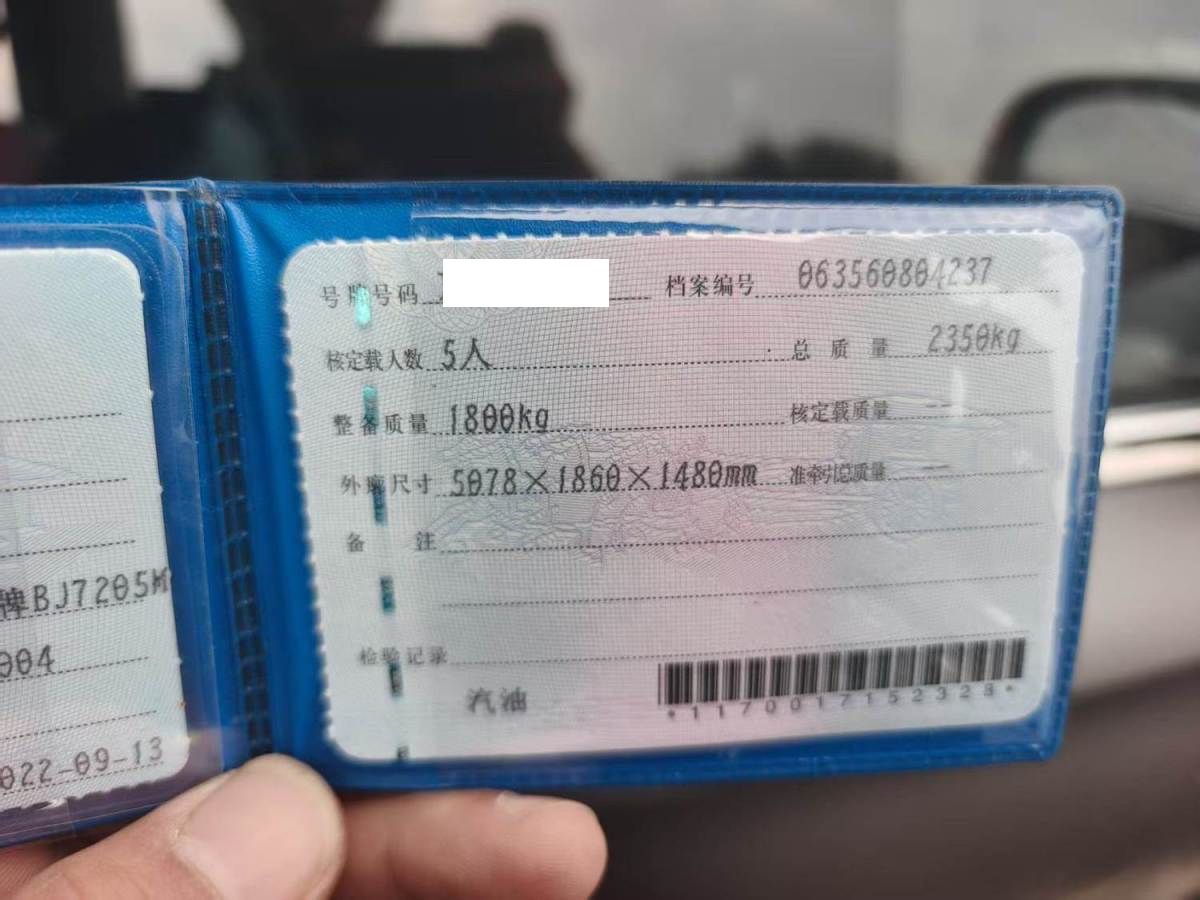 号牌号码
档案编号 063560804237
核定载人数 5人
总质量 2350kg
整备质量 1800kg
核定载质量 --
外廓尺寸 5078×1860×1480mm
准牵引总质量 --
备注
检验记录
汽油
*1170017152323*
牌BJ7205M
004
022-09-13